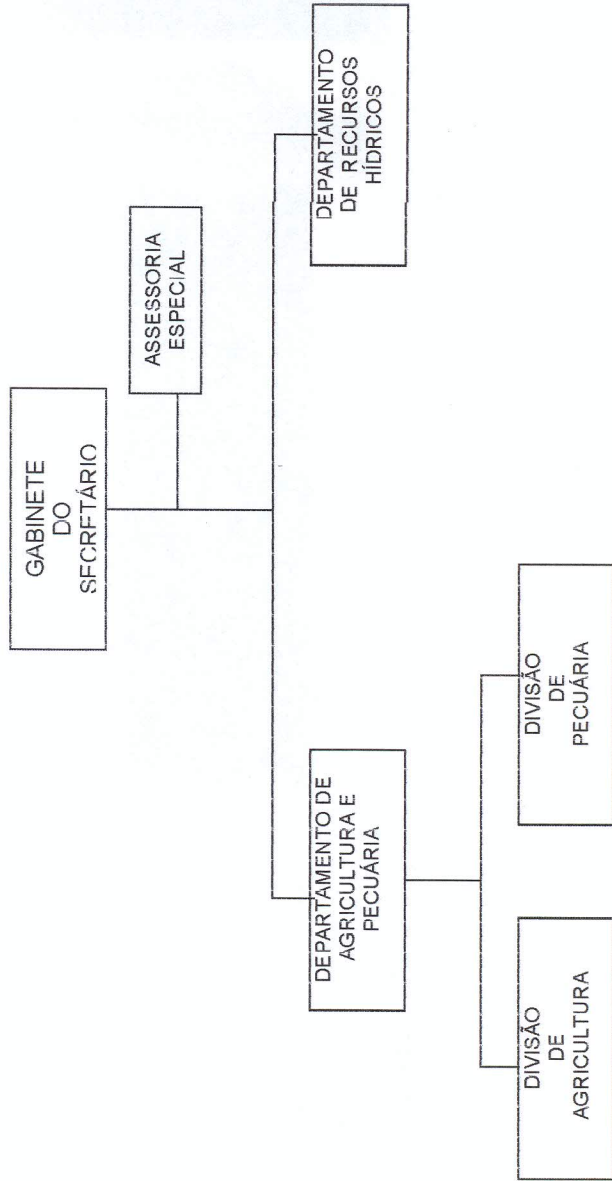 GABINETE
DO
SECRETÁRIO
ASSESSORIA
ESPECIAL
DEPARTAMENTO DE
AGRICULTURA E
PECUÁRIA
DEPARTAMENTO
DE RECURSOS
HÍDRICOS
DIVISÃO
DE
AGRICULTURA
DIVISÃO
DE
PECUÁRIA